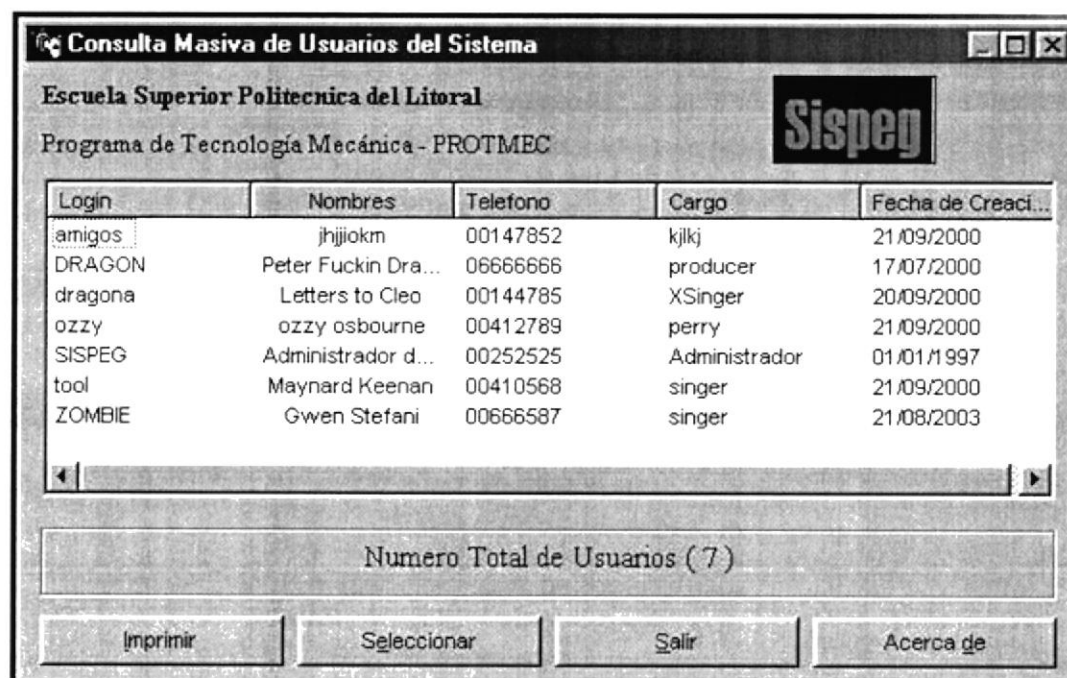 Consulta Masiva de Usuarios del Sistema
Escuela Superior Politecnica del Litoral
Sispeg
Programa de Tecnología Mecánica - PROTMEC
Login Nombres Telefono Cargo Fecha de Creaci...
amigos jhjjiokm 00147852 kjlkj 21/09/2000
DRAGON Peter Fuckin Dra... 06666666 producer 17/07/2000
dragona Letters to Cleo 00144785 XSinger 20/09/2000
ozzy ozzy osbourne 00412789 perry 21/09/2000
SISPEG Administrador d... 00252525 Administrador 01/01/1997
tool Maynard Keenan 00410568 singer 21/09/2000
ZOMBIE Gwen Stefani 00666587 singer 21/08/2003
Numero Total de Usuarios ( 7 )
Imprimir Seleccionar Salir Acerca de